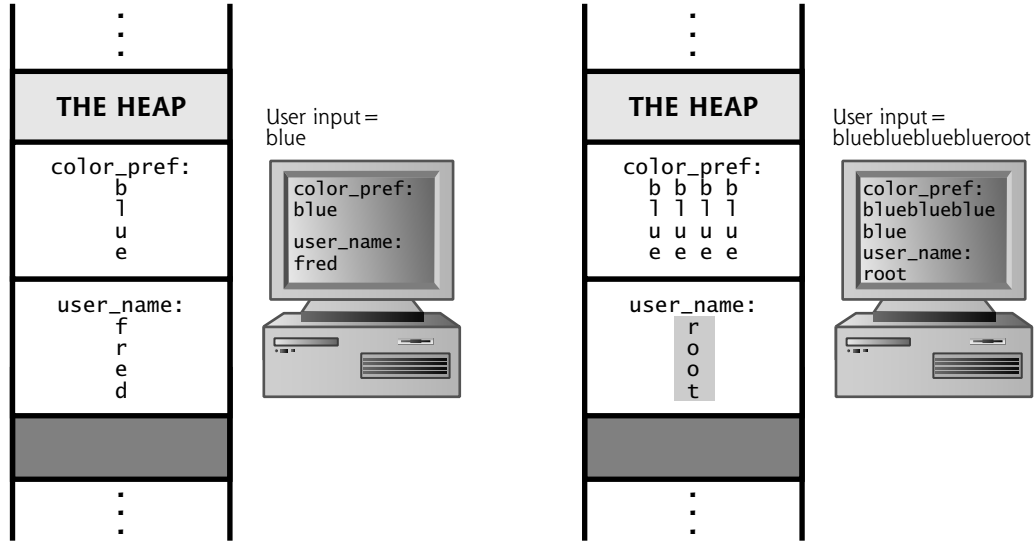 THE HEAP
color_pref:
b
l
u
e
user_name:
f
r
e
d
User input =
blue
color_pref:
blue
user_name:
fred
THE HEAP
color_pref:
b b b b
l l l l
u u u u
e e e e
user_name:
r
o
o
t
User input =
blueblueblueblueroot
color_pref:
blueblueblue
blue
user_name:
root